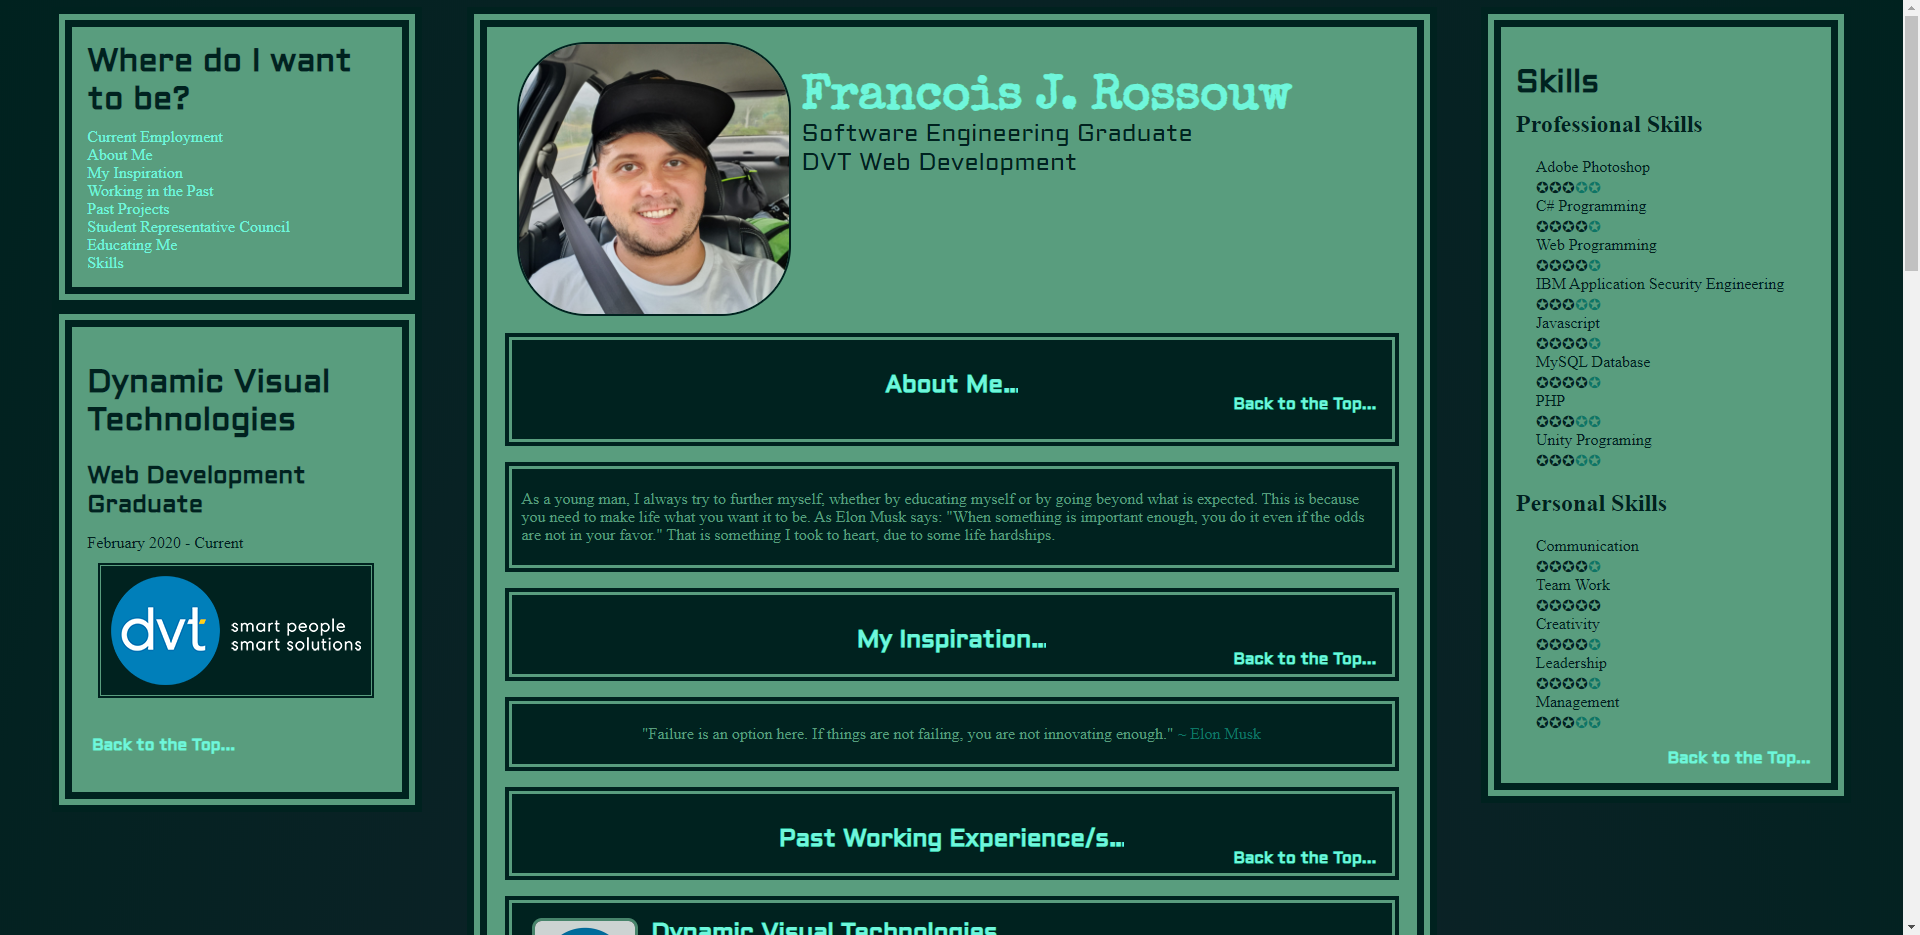 Where do I want
to be?
Current Employment
About Me
My Inspiration
Working in the Past
Past Projects
Student Representative Council
Educating Me
Skills
Dynamic Visual
Technologies
Web Development
Graduate
February 2020 - Current
dvt
smart people
smart solutions
Back to the Top...
Francois J. Rossouw
Software Engineering Graduate
DVT Web Development
About Me...
Back to the Top...
As a young man, I always try to further myself, whether by educating myself or by going beyond what is expected. This is because
you need to make life what you want it to be. As Elon Musk says: "When something is important enough, you do it even if the odds
are not in your favor." That is something I took to heart, due to some life hardships.
My Inspiration...
Back to the Top...
"Failure is an option here. If things are not failing, you are not innovating enough." ~ Elon Musk
Past Working Experience/s...
Back to the Top...
Dynamic Visual Technologies
Skills
Professional Skills
Adobe Photoshop
✪✪✪✪✪
C# Programming
✪✪✪✪✪
Web Programming
✪✪✪✪✪
IBM Application Security Engineering
✪✪✪✪✪
Javascript
✪✪✪✪✪
MySQL Database
✪✪✪✪✪
PHP
✪✪✪✪✪
Unity Programing
✪✪✪✪✪
Personal Skills
Communication
✪✪✪✪✪
Team Work
✪✪✪✪✪
Creativity
✪✪✪✪✪
Leadership
✪✪✪✪✪
Management
✪✪✪✪✪
Back to the Top...